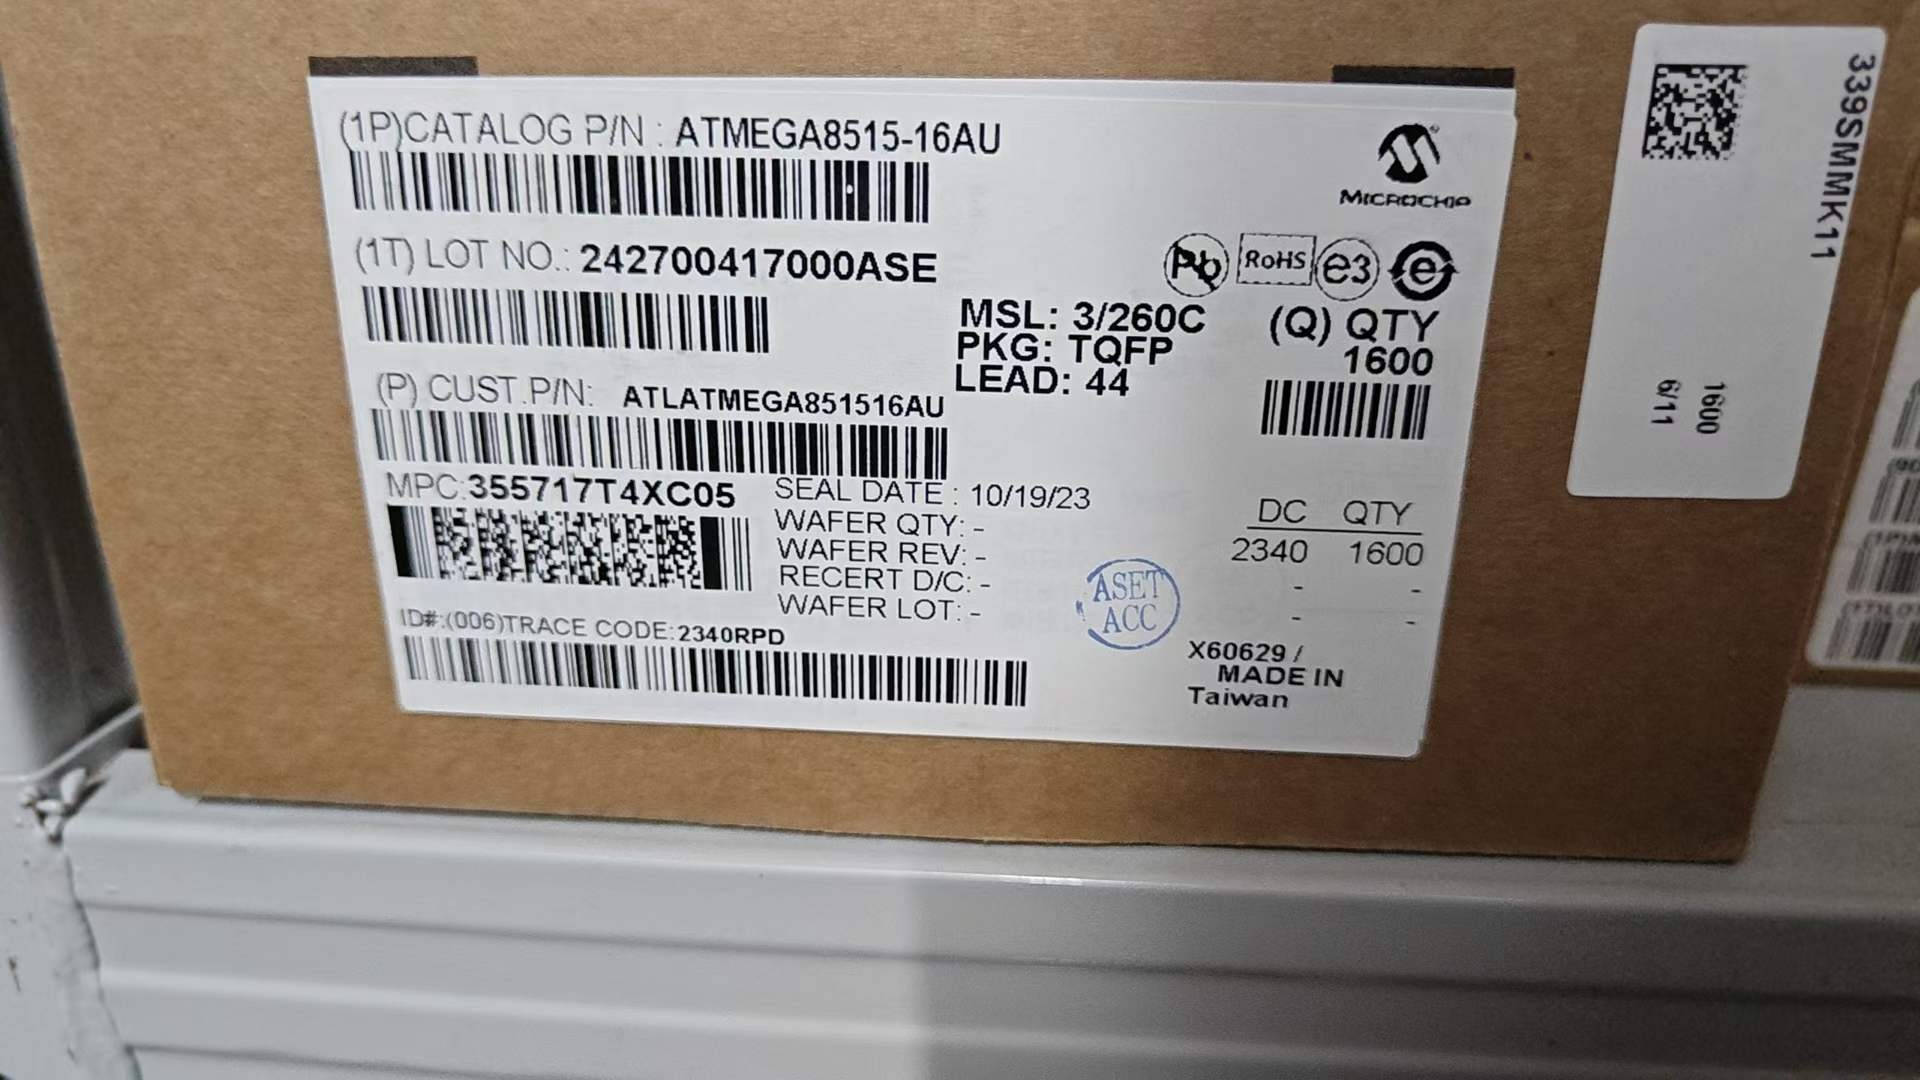 (1P)CATALOG P/N : ATMEGA8515-16AU
MICROCHIP
(1T) LOT NO.: 242700417000ASE
Pb
RoHS
e3
e
MSL: 3/260C
PKG: TQFP
LEAD: 44
(Q) QTY
1600
(P) CUST.P/N: ATLATMEGA851516AU
MPC:355717T4XC05
SEAL DATE : 10/19/23
WAFER QTY: -
WAFER REV: -
RECERT D/C: -
WAFER LOT: -
DC QTY
2340 1600
- -
- -
ASET
ACC
ID#:(006)TRACE CODE:2340RPD
X60629 /
MADE IN
Taiwan
339SMMK11
1600
6/11